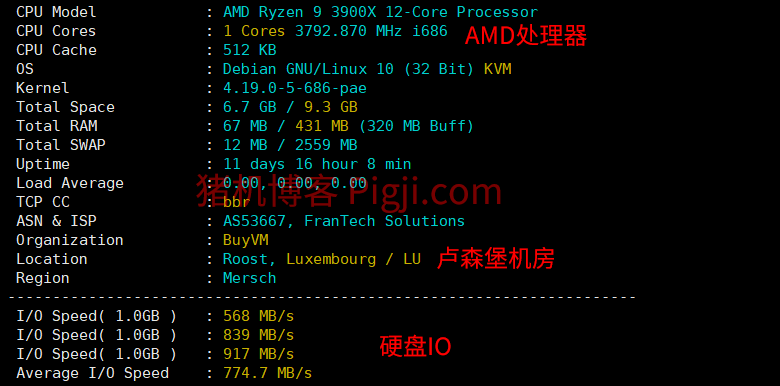 CPU Model : AMD Ryzen 9 3900X 12-Core Processor
CPU Cores : 1 Cores 3792.870 MHz i686 AMD处理器
CPU Cache : 512 KB
OS : Debian GNU/Linux 10 (32 Bit) KVM
Kernel : 4.19.0-5-686-pae
Total Space : 6.7 GB / 9.3 GB
Total RAM : 67 MB / 431 MB (320 MB Buff)
Total SWAP : 12 MB / 2559 MB
Uptime : 11 days 16 hour 8 min
Load Average : 0.00, 0.00, 0.00
猪机博客 Pigji.com
TCP CC : bbr
ASN & ISP : AS53667, FranTech Solutions
Organization : BuyVM
Location : Roost, Luxembourg / LU 卢森堡机房
Region : Mersch
----------------------------------------------------------------------
I/O Speed( 1.0GB ) : 568 MB/s
I/O Speed( 1.0GB ) : 839 MB/s
硬盘IO
I/O Speed( 1.0GB ) : 917 MB/s
Average I/O Speed : 774.7 MB/s